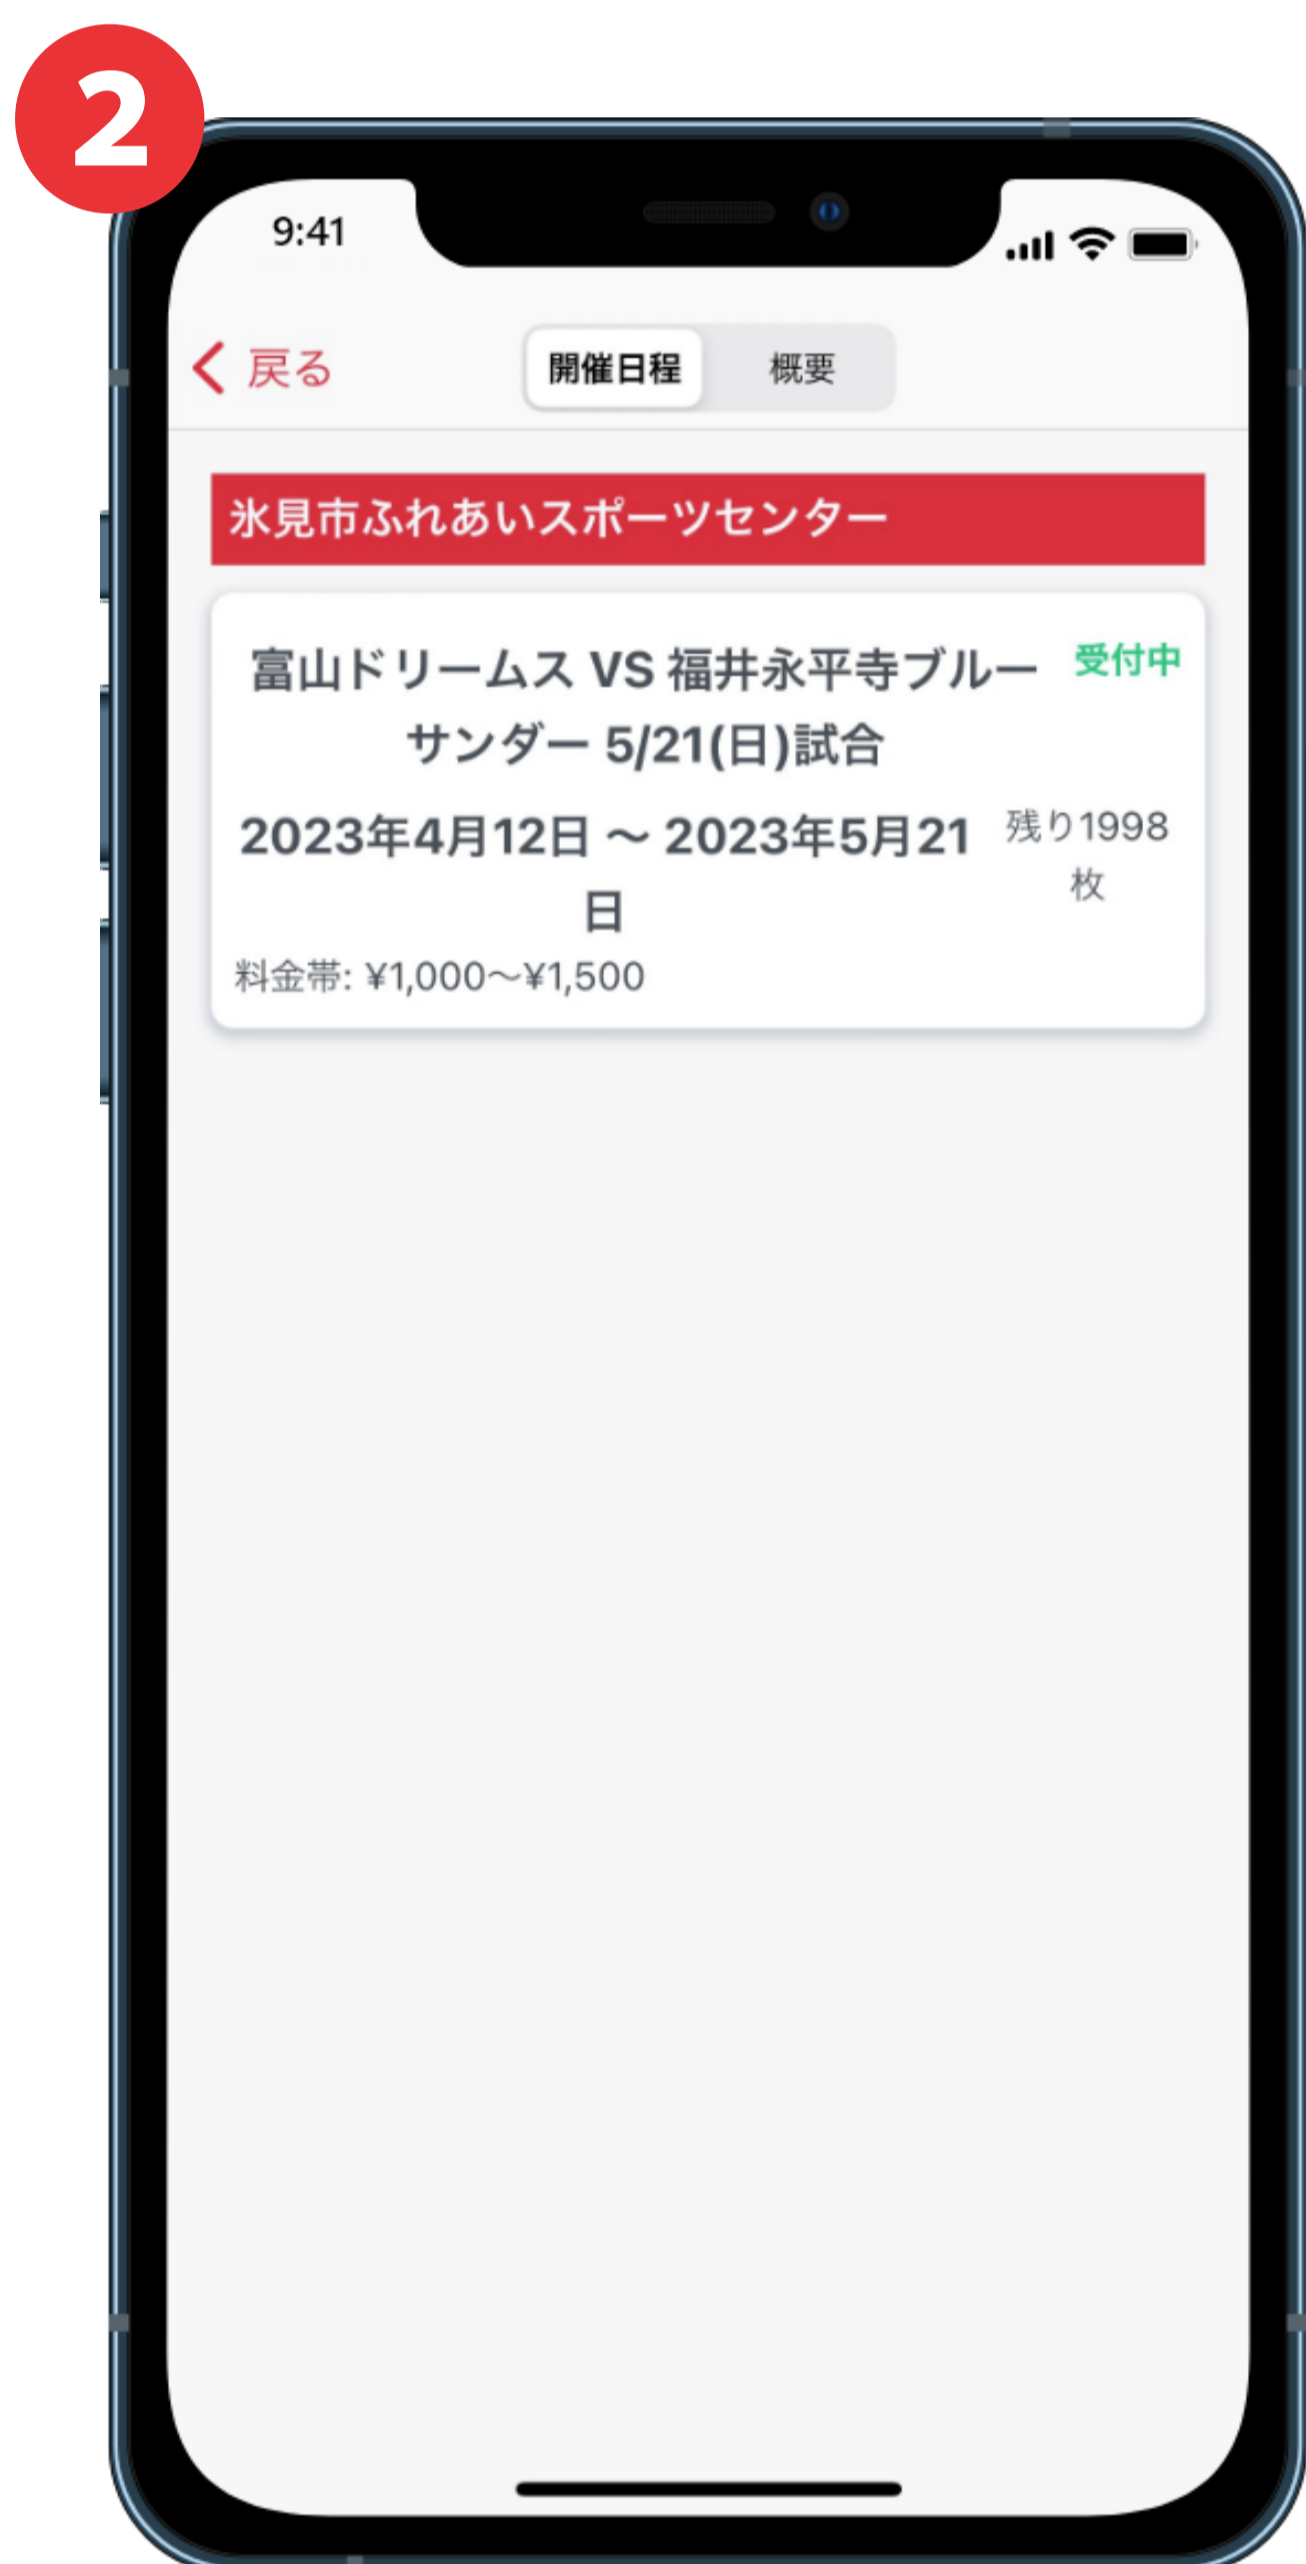 2
9:41
戻る
開催日程
概要
氷見市ふれあいスポーツセンター
富山ドリームス VS 福井永平寺ブルー
サンダー 5/21(日)試合
受付中
2023年4月12日 〜 2023年5月21
日
残り1998
枚
料金帯: ¥1,000〜¥1,500